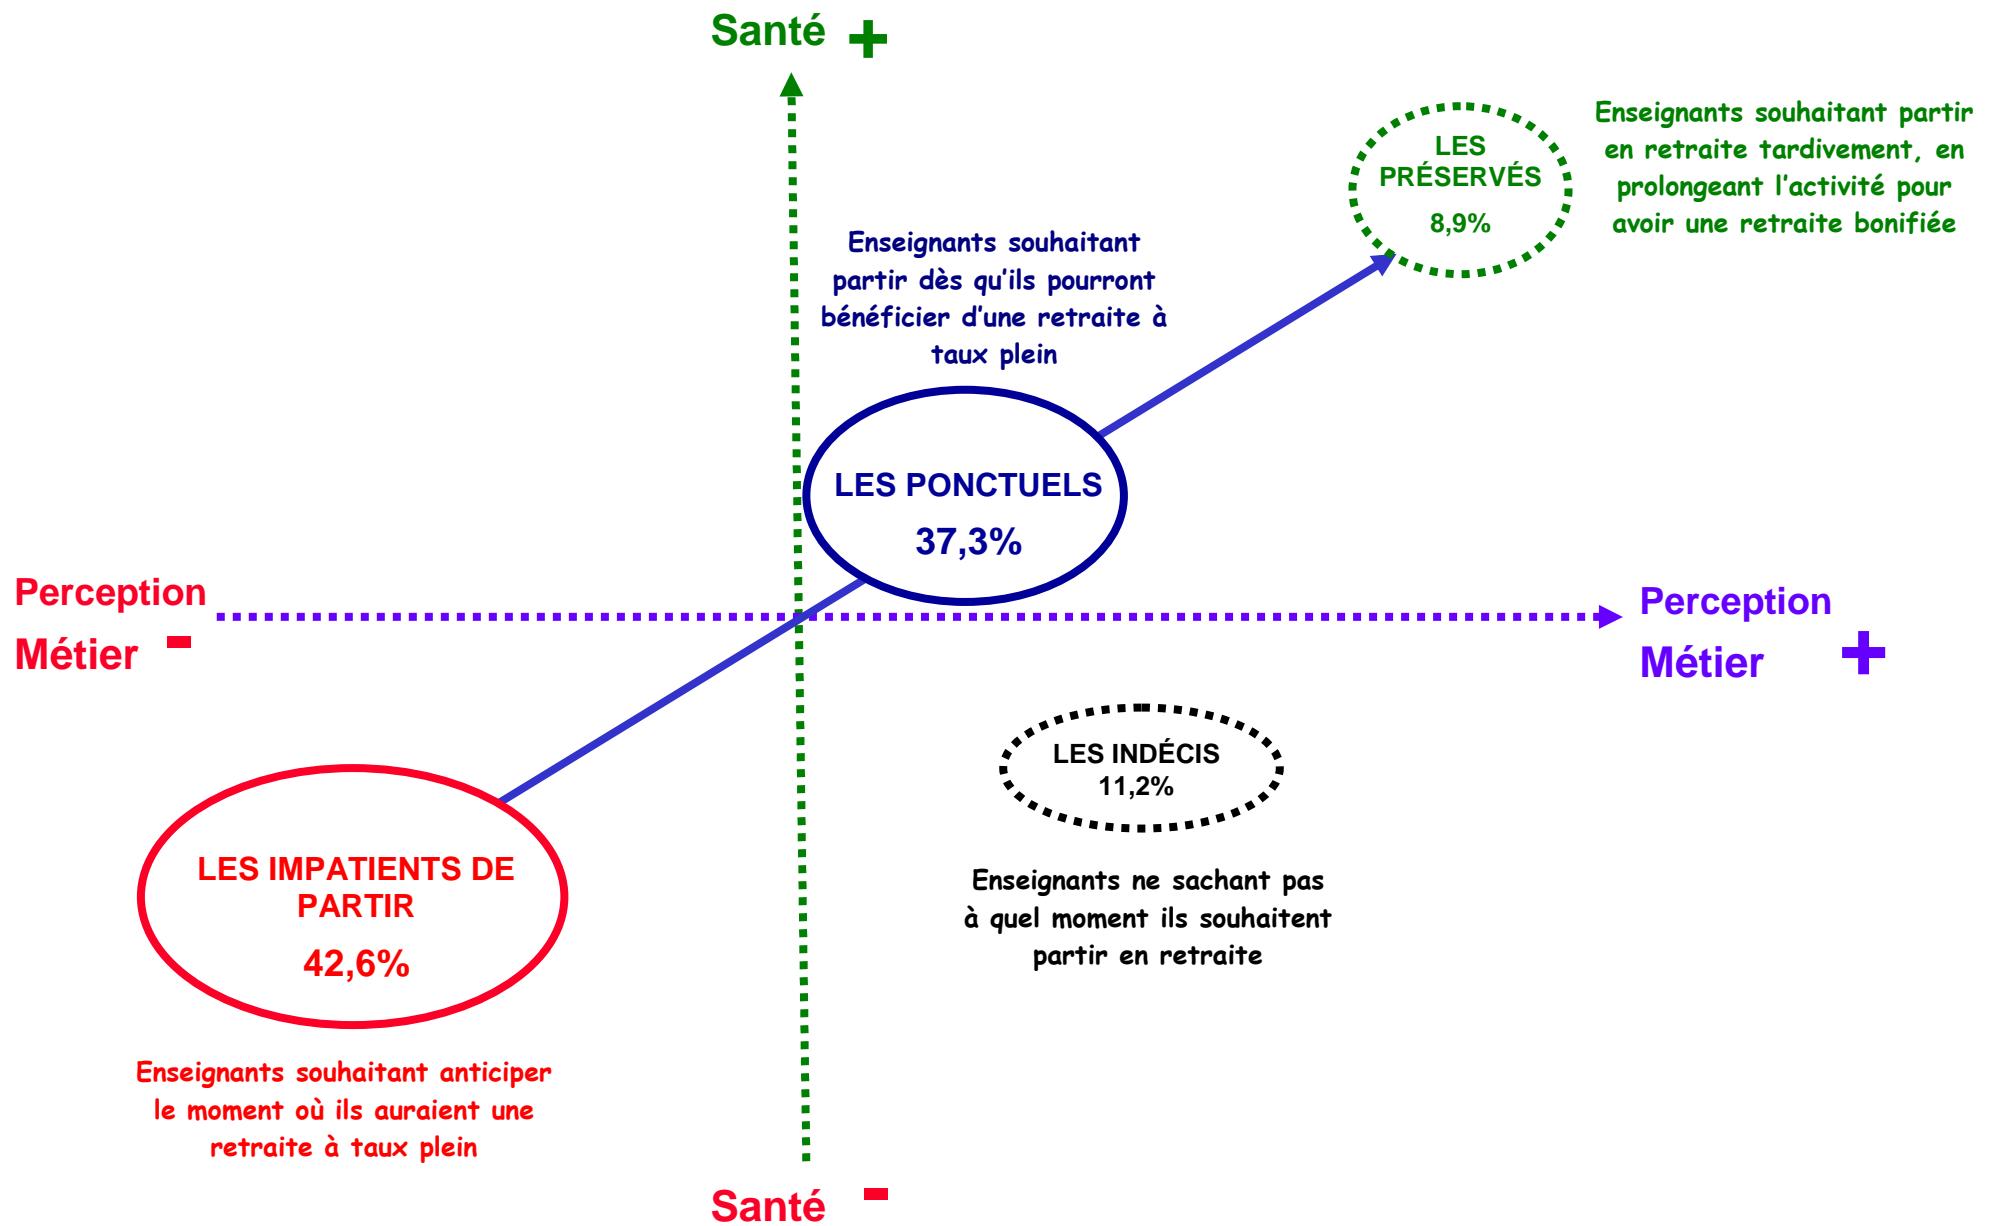 Santé +
LES
PRÉSERVÉS
8,9%
Enseignants souhaitant partir
en retraite tardivement, en
prolongeant l'activité pour
avoir une retraite bonifiée
Enseignants souhaitant
partir dès qu'ils pourront
bénéficier d'une retraite à
taux plein
LES PONCTUELS
37,3%
Perception
Métier -
Perception
Métier +
LES INDÉCIS
11,2%
Enseignants ne sachant pas
à quel moment ils souhaitent
partir en retraite
LES IMPATIENTS DE
PARTIR
42,6%
Enseignants souhaitant anticiper
le moment où ils auraient une
retraite à taux plein
Santé -